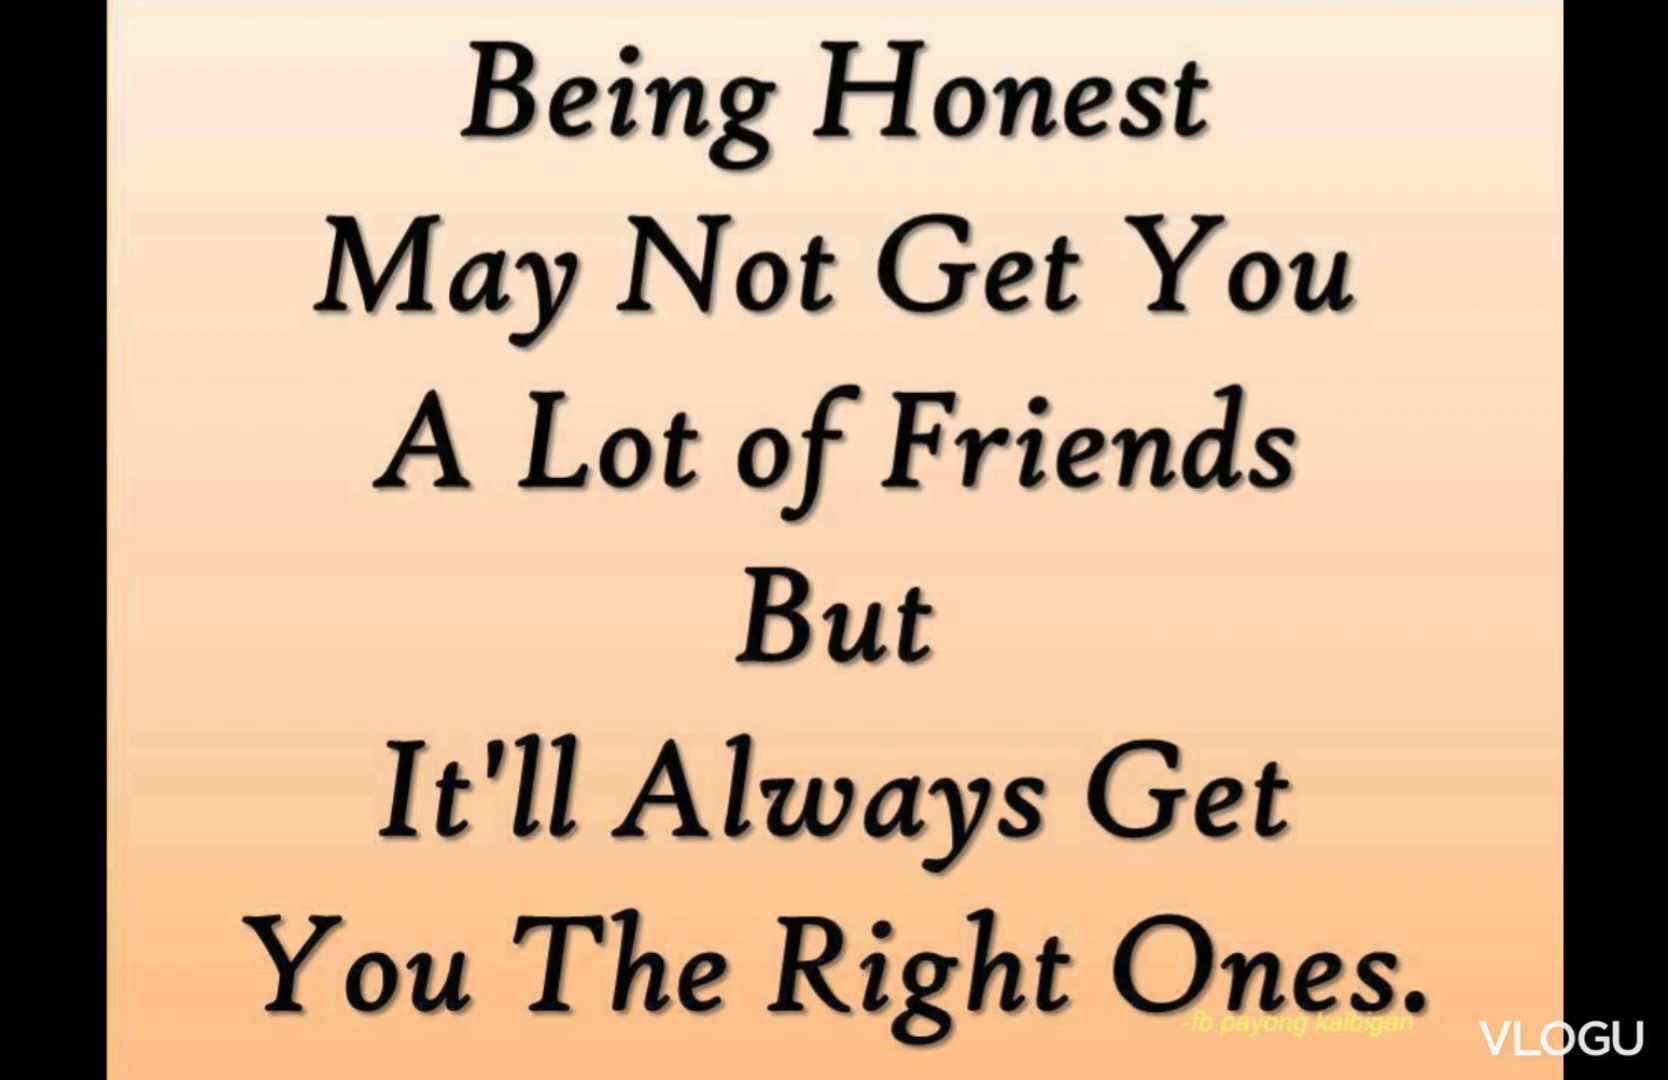 Being Honest
May Not Get You
A Lot of Friends
But
It'll Always Get
You The Right Ones.
-fb payong kaibigan
VLOGU